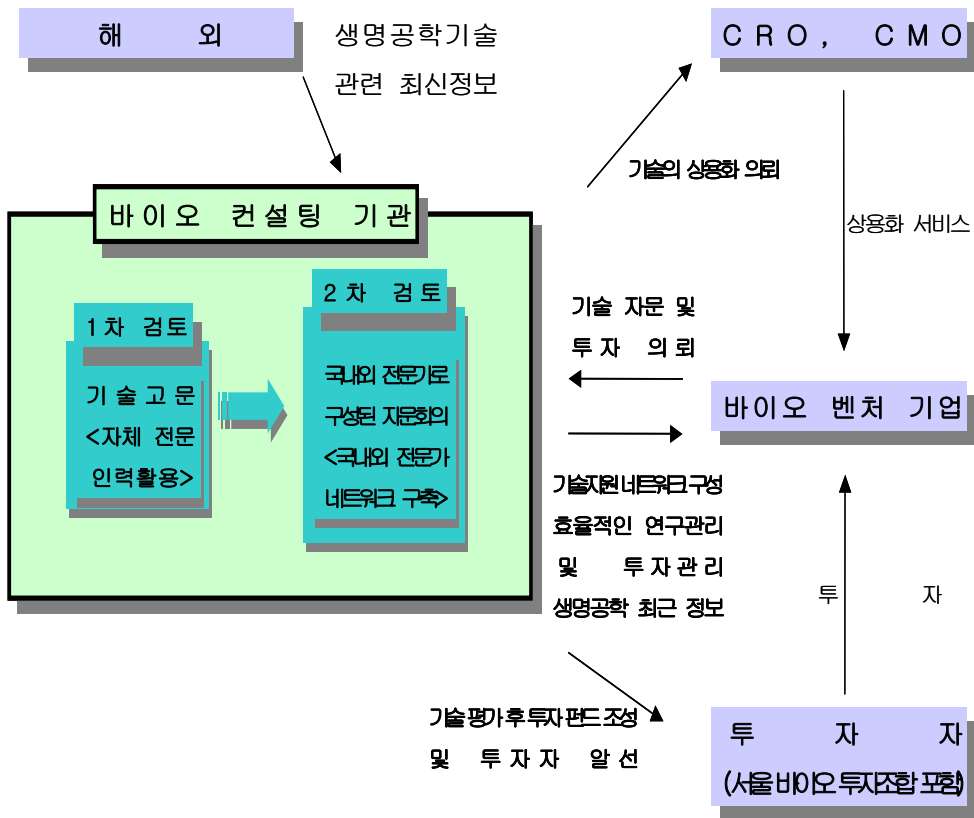 해 외
생명공학기술
관련 최신정보
CRO, CMO
기술의 상용화 의뢰
바이오 컨설팅 기관
상용화 서비스
1차 검토
기술고문
<자체 전문
인력활용>
2차 검토
국내외 전문가로
구성된 자문회의
<국내외 전문가
네트워크 구축>
기술 자문 및
투자 의뢰
바이오 벤처 기업
기술지원 네트워크 구성
효율적인 연구관리
및 투자관리
생명공학 최근 정보
투 자
기술 평가 후 투자 펀드 조성
및 투자자 알선
투 자 자
(서울 바이오 투자조합 포함)